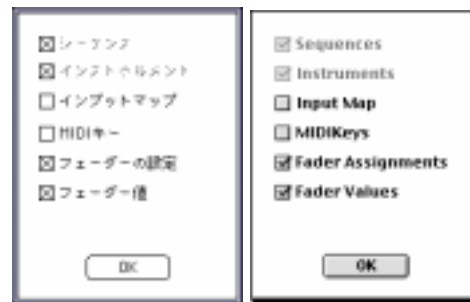 シーケンス
インストゥルメント
インプットマップ
MIDIキー
フェーダーの設定
フェーダー値
OK
Sequences
Instruments
Input Map
MIDIKeys
Fader Assignments
Fader Values
OK